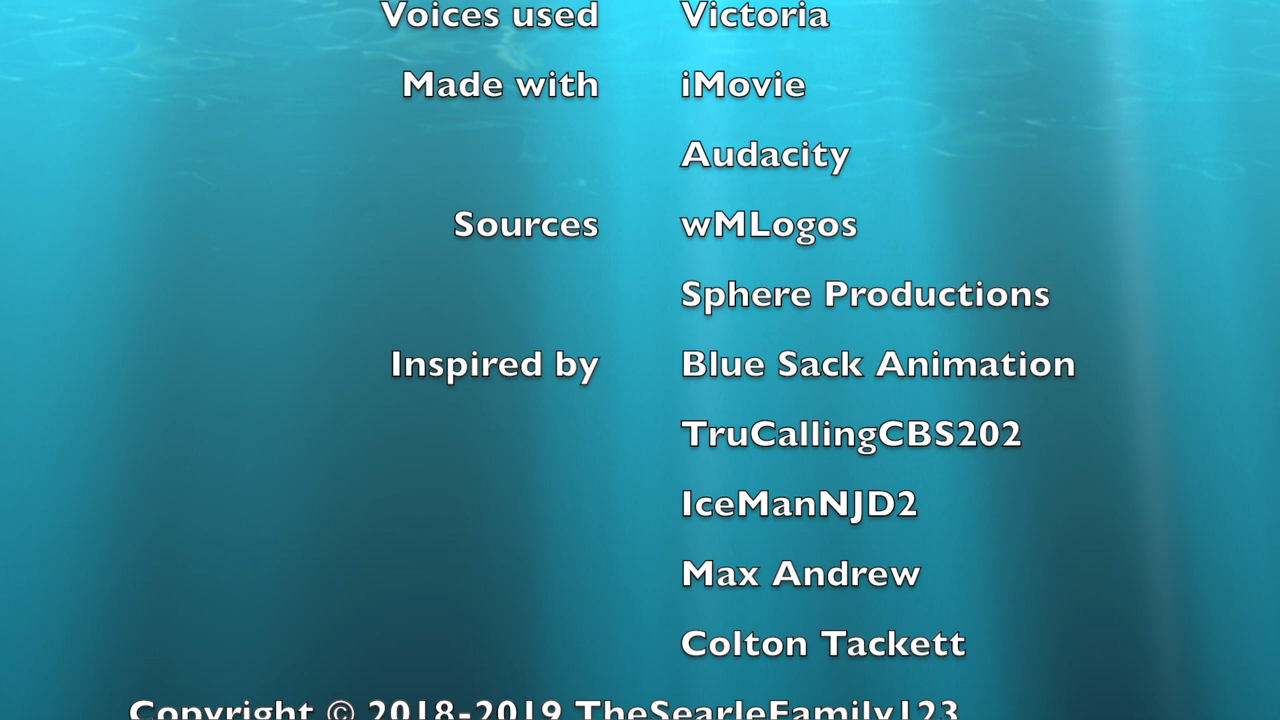 Voices used Victoria
Made with iMovie
Audacity
Sources wMLogos
Sphere Productions
Inspired by Blue Sack Animation
TruCallingCBS202
IceManNJD2
Max Andrew
Colton Tackett
Copyright © 2018-2019 TheSearleFamily123